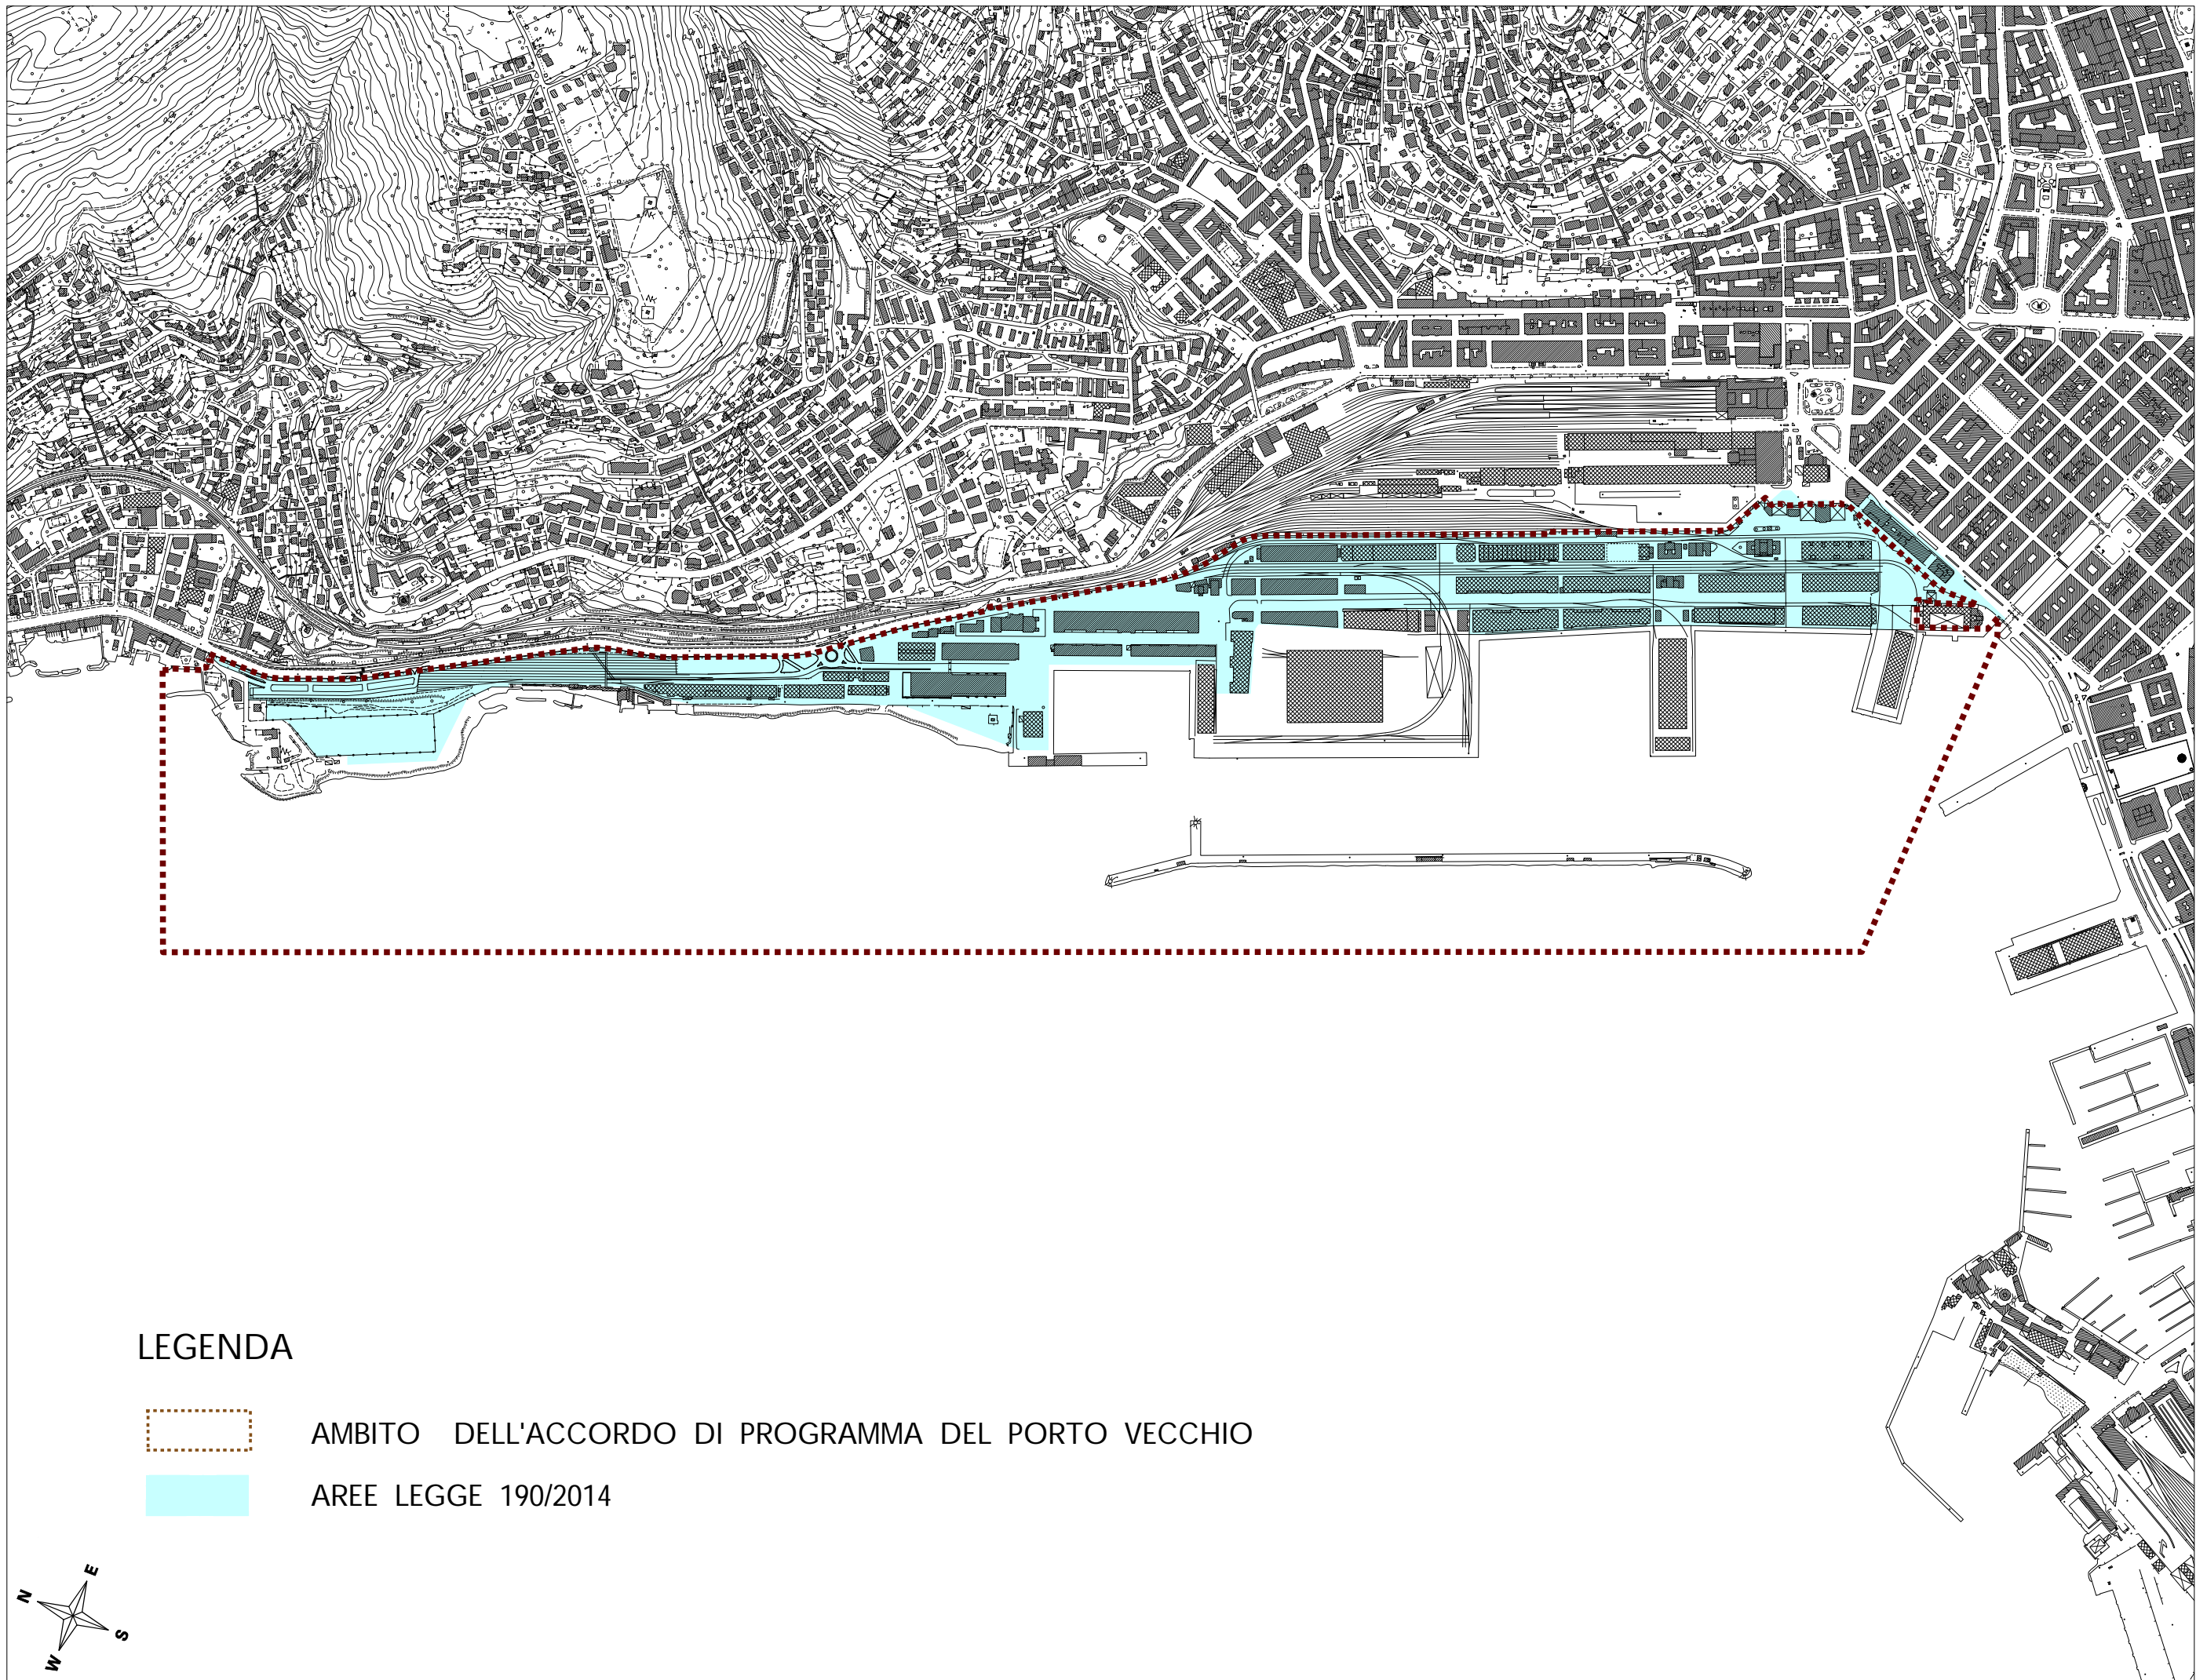 LEGENDA
AMBITO DELL'ACCORDO DI PROGRAMMA DEL PORTO VECCHIO
AREE LEGGE 190/2014
E
N
S
W